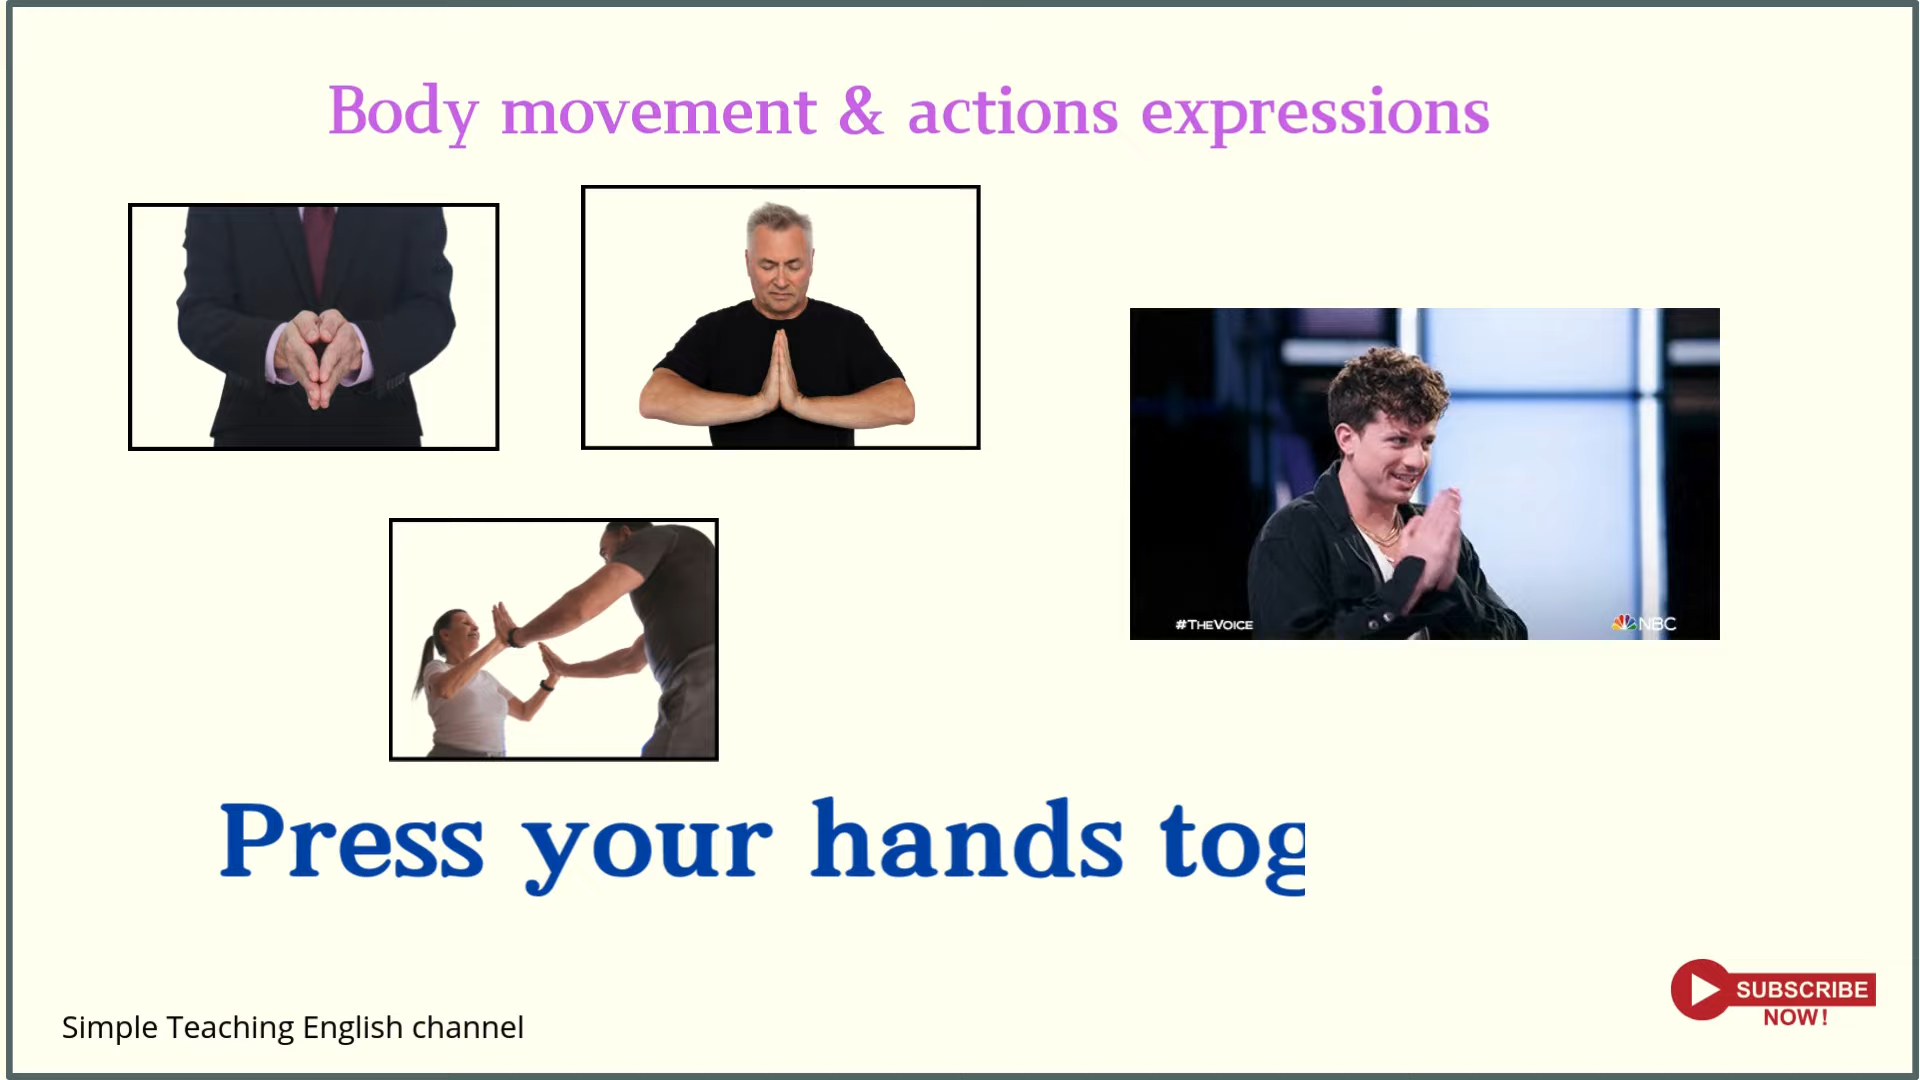 Body movement & actions expressions
#THEVOICE
NBC
Press your hands tog
SUBSCRIBE
NOW!
Simple Teaching English channel